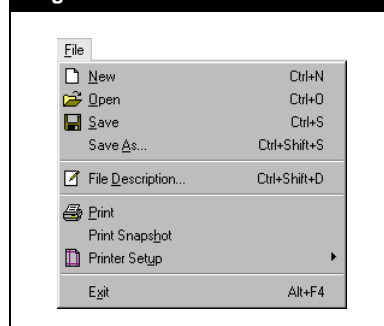 File
New Ctrl+N
Open Ctrl+O
Save Ctrl+S
Save As... Ctrl+Shift+S
File Description... Ctrl+Shift+D
Print
Print Snapshot
Printer Setup
Exit Alt+F4